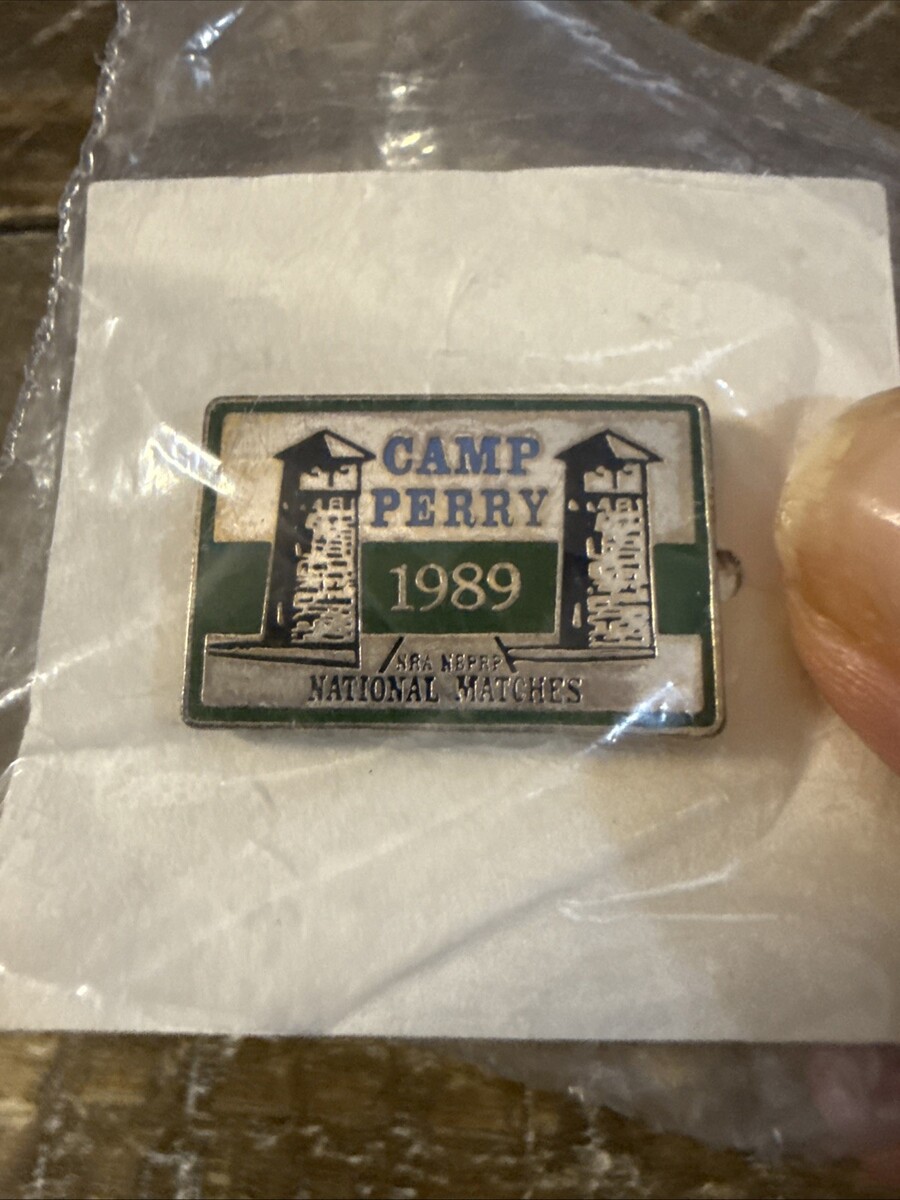 CAMP
PERRY
1989
NRA NBPRP
NATIONAL MATCHES